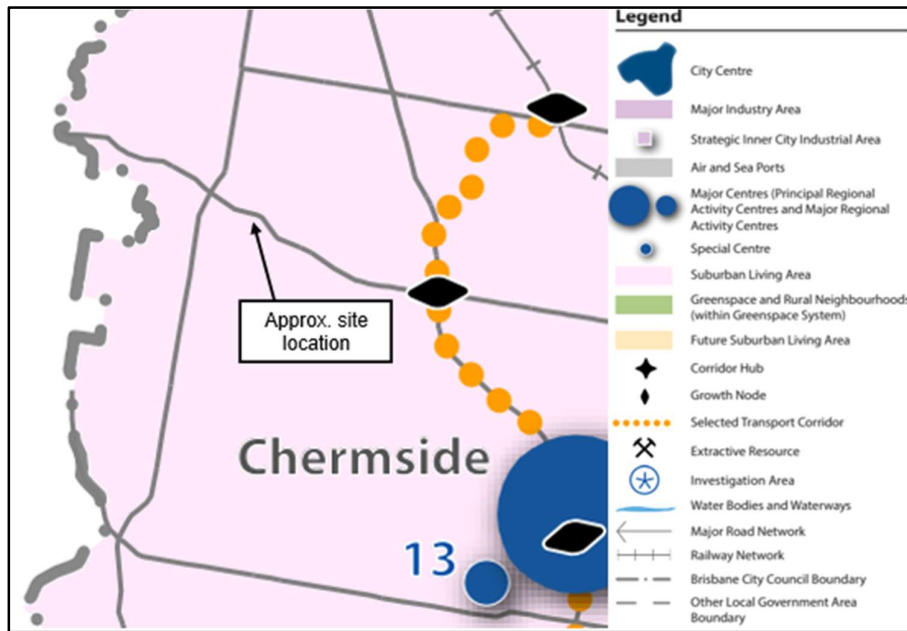 Legend
City Centre
Major Industry Area
Strategic Inner City Industrial Area
Air and Sea Ports
Major Centres (Principal Regional
Activity Centres and Major Regional
Activity Centres
Special Centre
Suburban Living Area
Greenspace and Rural Neighbourhoods
(within Greenspace System)
Future Suburban Living Area
Corridor Hub
Growth Node
Selected Transport Corridor
Extractive Resource
Investigation Area
Water Bodies and Waterways
Major Road Network
Railway Network
Brisbane City Council Boundary
Other Local Government Area
Boundary
Approx. site
location
Chermside
13